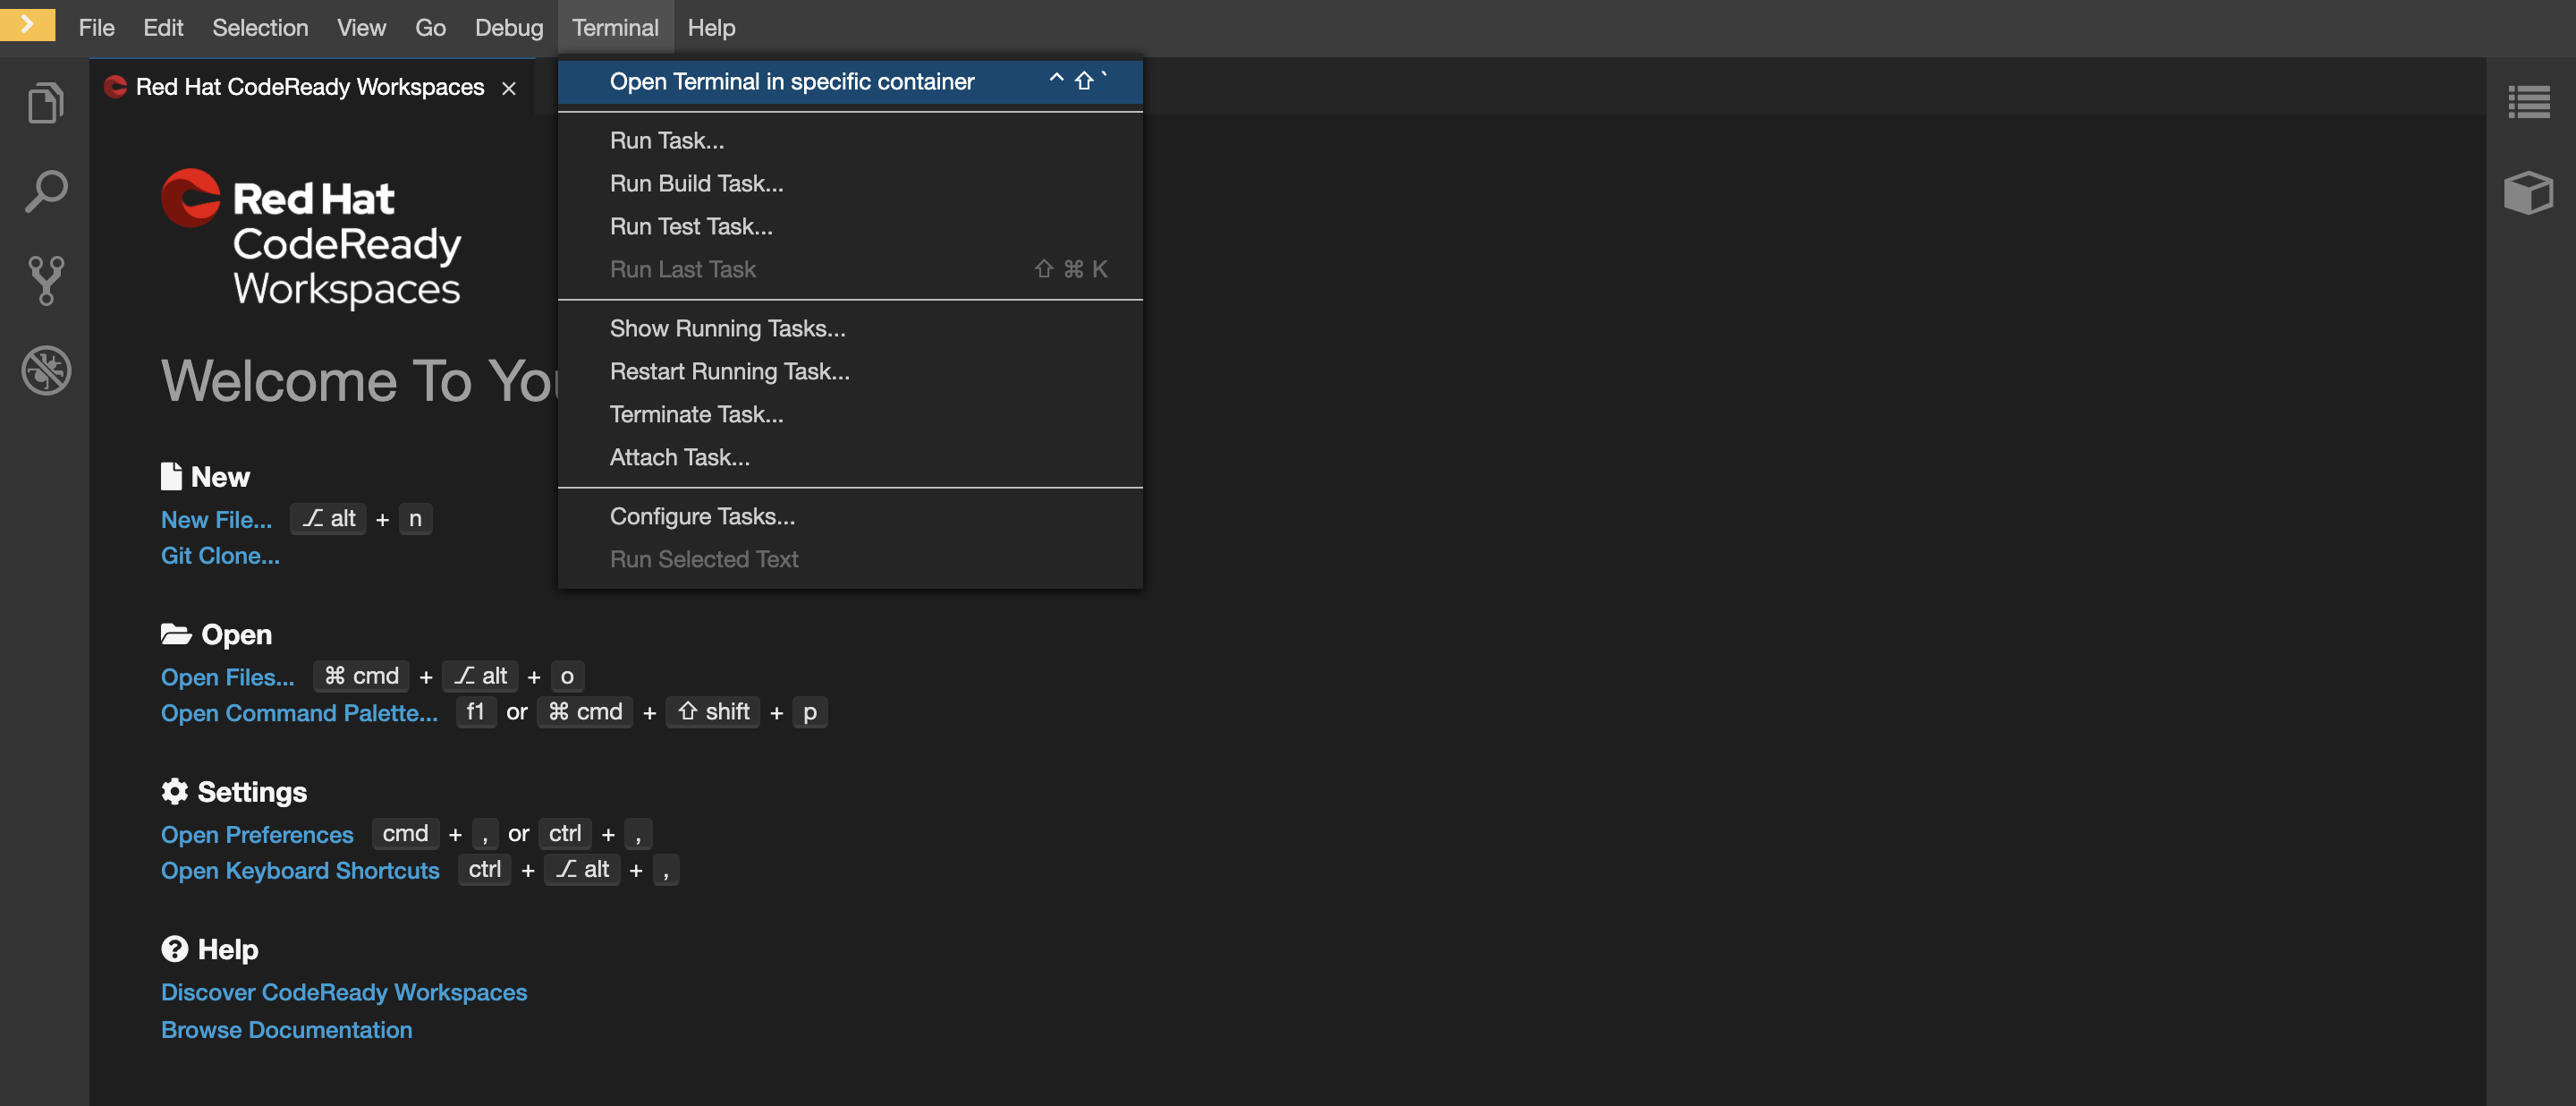 File Edit Selection View Go Debug Terminal Help
Red Hat CodeReady Workspaces ×
Open Terminal in specific container ^ ⇧ `
Run Task...
Run Build Task...
Run Test Task...
Run Last Task ⇧ ⌘ K
Show Running Tasks...
Restart Running Task...
Terminate Task...
Attach Task...
Configure Tasks...
Run Selected Text
Red Hat
CodeReady
Workspaces
Welcome To You
New
New File... ⌥ alt + n
Git Clone...
Open
Open Files... ⌘ cmd + ⌥ alt + o
Open Command Palette... f1 or ⌘ cmd + ⇧ shift + p
Settings
Open Preferences cmd + , or ctrl + ,
Open Keyboard Shortcuts ctrl + ⌥ alt + ,
Help
Discover CodeReady Workspaces
Browse Documentation